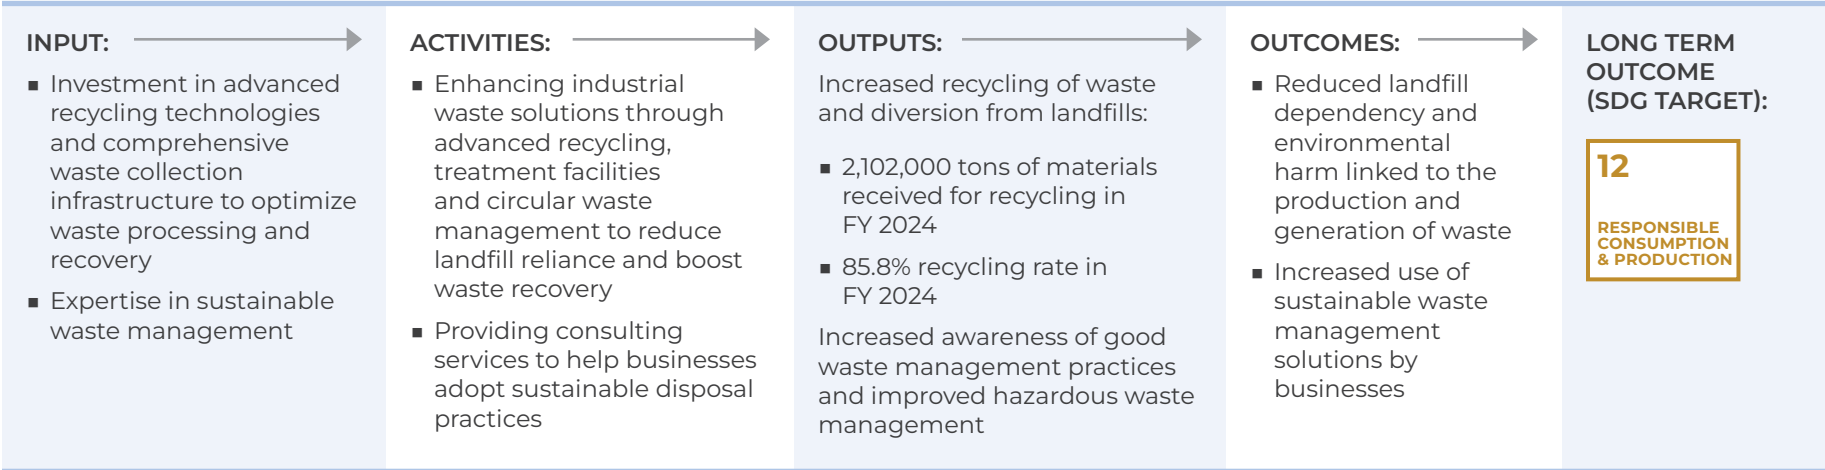 INPUT:
▪ Investment in advanced
recycling technologies
and comprehensive
waste collection
infrastructure to optimize
waste processing and
recovery
▪ Expertise in sustainable
waste management
ACTIVITIES:
▪ Enhancing industrial
waste solutions through
advanced recycling,
treatment facilities
and circular waste
management to reduce
landfill reliance and boost
waste recovery
▪ Providing consulting
services to help businesses
adopt sustainable disposal
practices
OUTPUTS:
Increased recycling of waste
and diversion from landfills:
▪ 2,102,000 tons of materials
received for recycling in
FY 2024
▪ 85.8% recycling rate in
FY 2024
Increased awareness of good
waste management practices
and improved hazardous waste
management
OUTCOMES:
▪ Reduced landfill
dependency and
environmental
harm linked to the
production and
generation of waste
▪ Increased use of
sustainable waste
management
solutions by
businesses
LONG TERM
OUTCOME
(SDG TARGET):
12
RESPONSIBLE
CONSUMPTION
& PRODUCTION